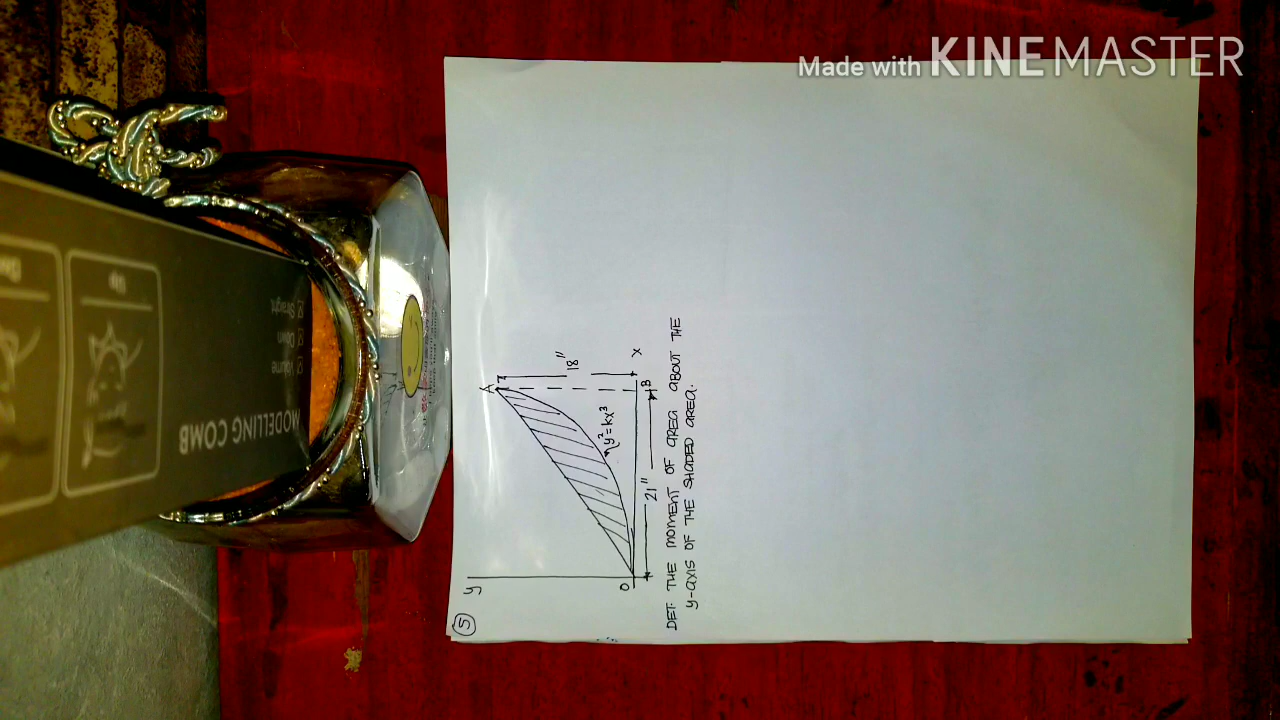 Made with KINEMASTER
⑤
y
A
18"
x
B
y²=kx³
21"
O
DET. THE MOMENT OF AREA ABOUT THE
y-AXIS OF THE SHADED AREA.
MODELLING COMB
Volume
Down
Straight
Up